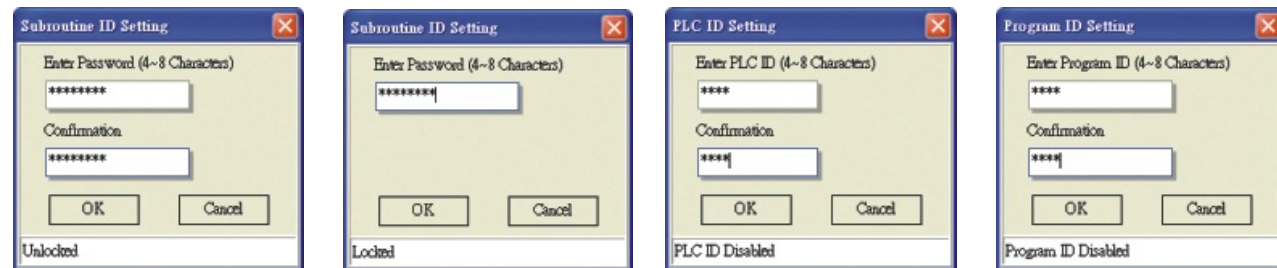 Subroutine ID Setting
Enter Password (4~8 Characters)
********
Confirmation
********
OK Cancel
Unlocked
Subroutine ID Setting
Enter Password (4~8 Characters)
********
OK Cancel
Locked
PLC ID Setting
Enter PLC ID (4~8 Characters)
****
Confirmation
****
OK Cancel
PLC ID Disabled
Program ID Setting
Enter Program ID (4~8 Characters)
****
Confirmation
****
OK Cancel
Program ID Disabled